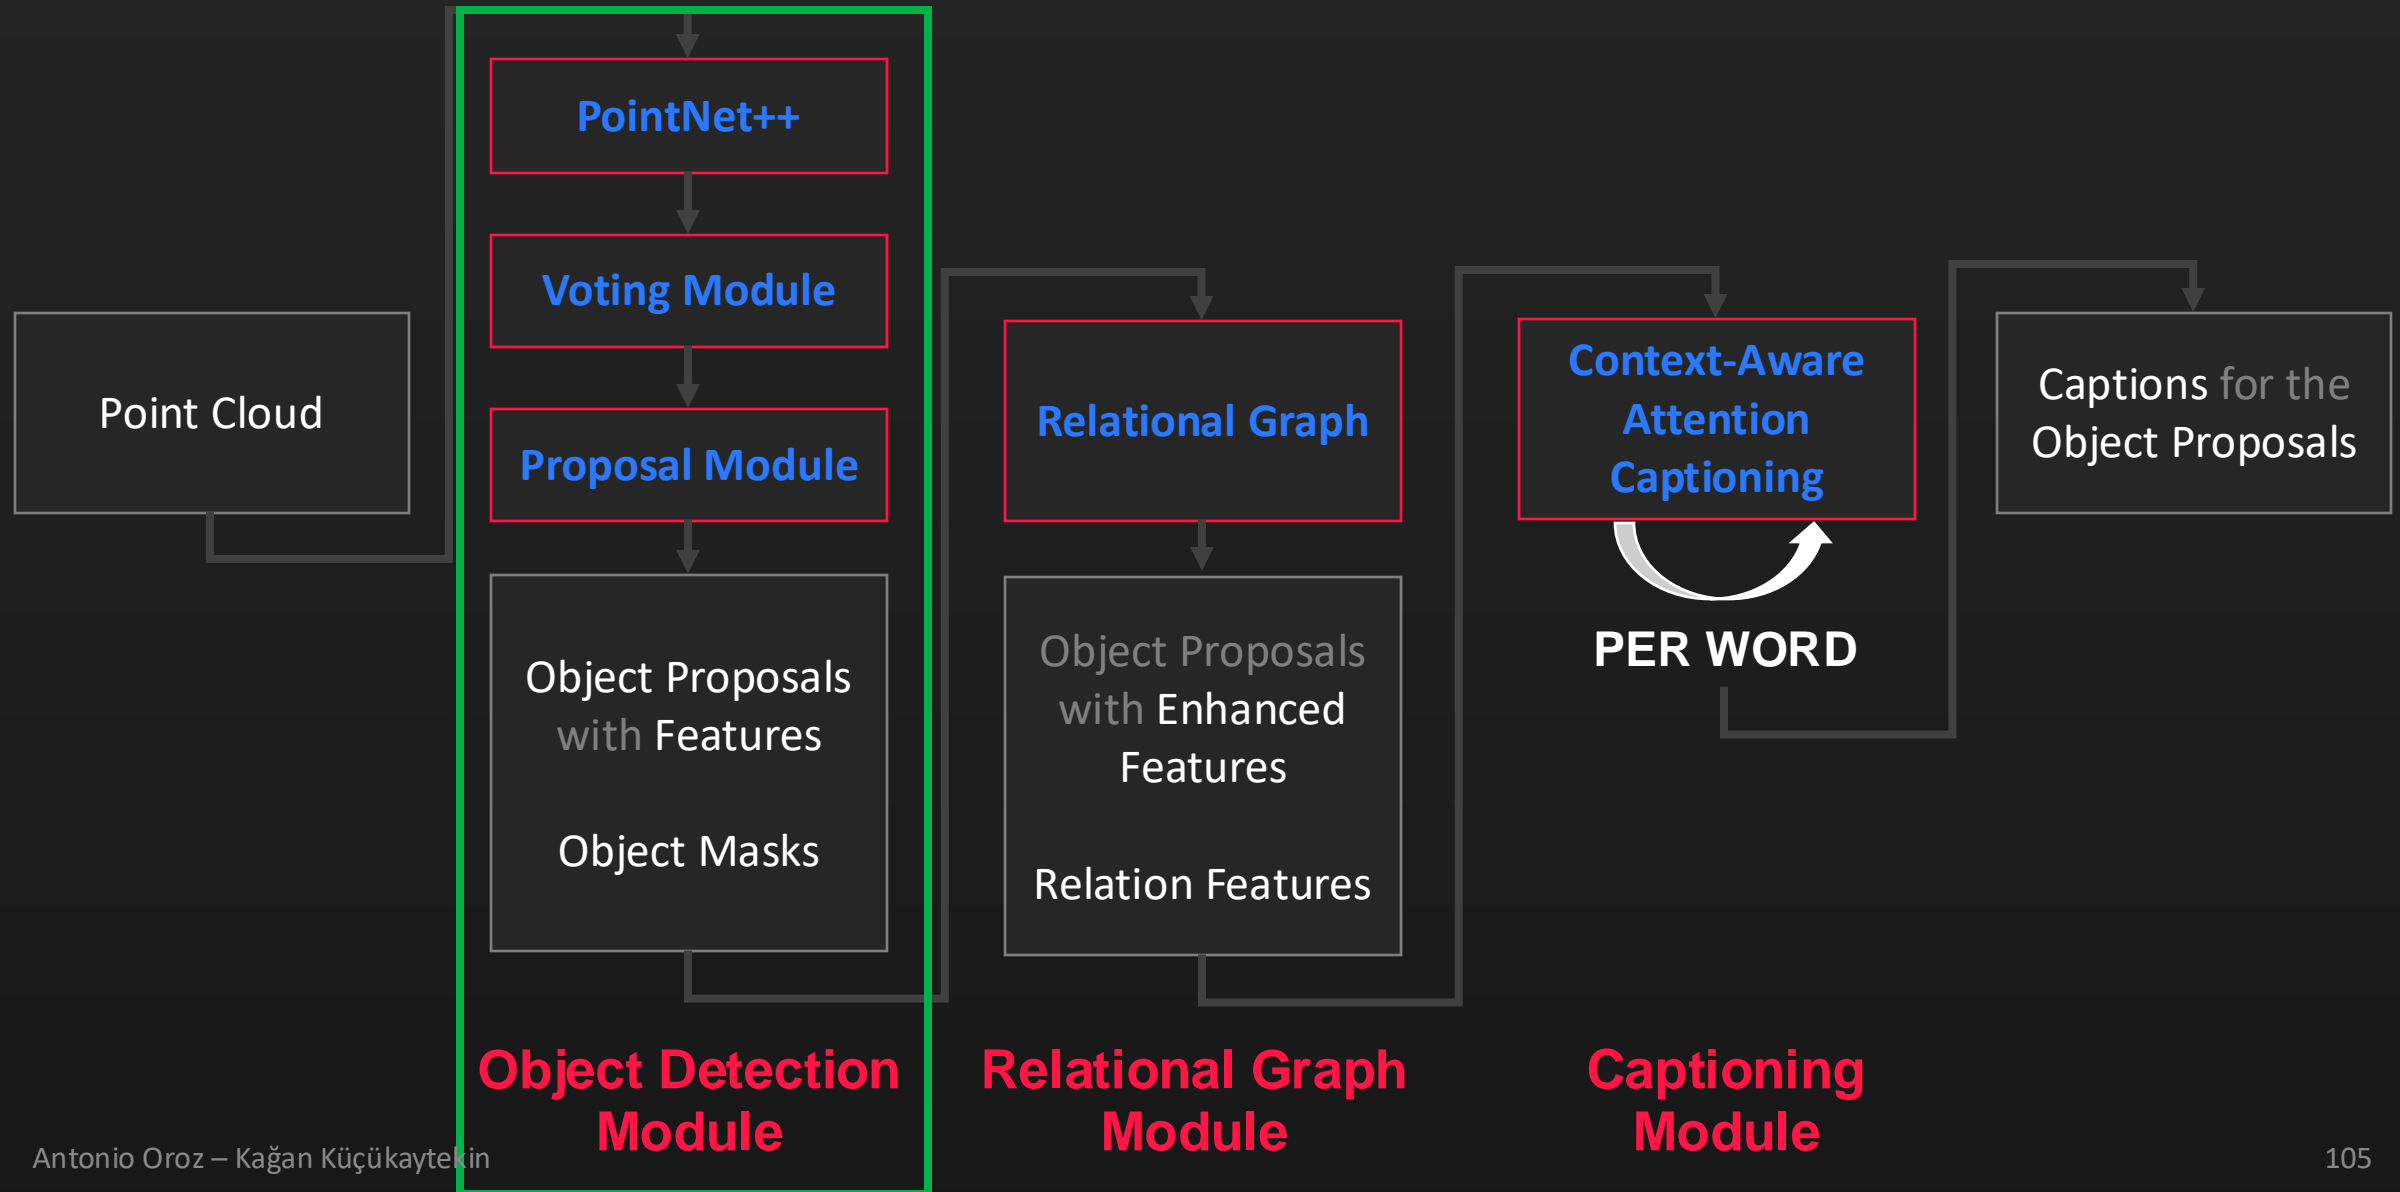 Point Cloud
PointNet++
Voting Module
Proposal Module
Object Proposals
with Features
Object Masks
Object Detection
Module
Relational Graph
Object Proposals
with Enhanced
Features
Relation Features
Relational Graph
Module
Context-Aware
Attention
Captioning
PER WORD
Captioning
Module
Captions for the
Object Proposals
Antonio Oroz – Kağan Küçükaytekin
105